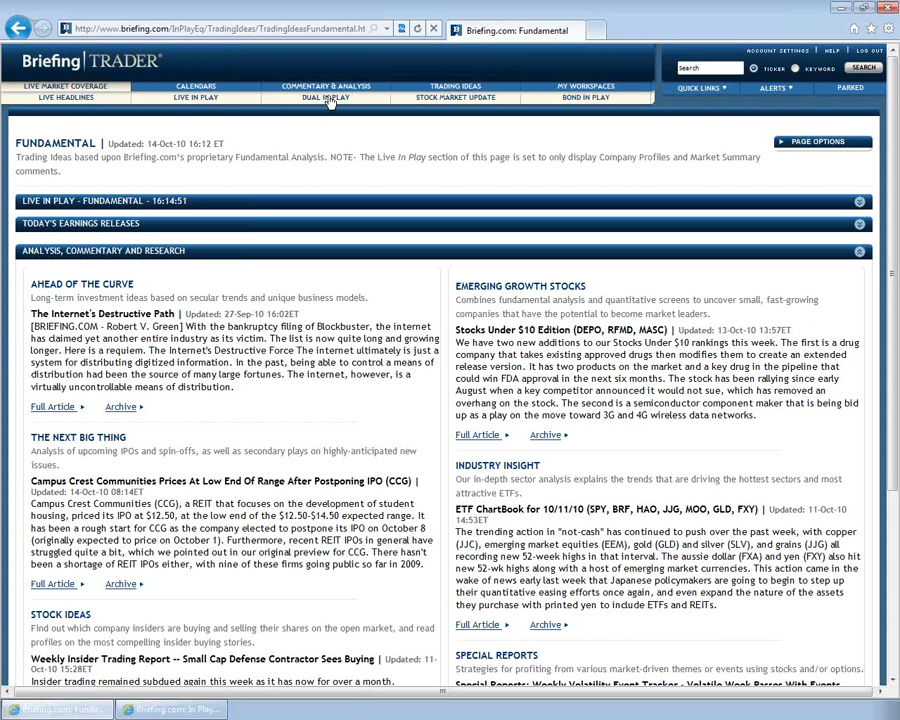 http://www.briefing.com/InPlayEq/TradingIdeas/TradingIdeasFundamental.ht
Briefing.com: Fundamental
Briefing TRADER
ACCOUNT SETTINGS | HELP | LOG OUT
Search TICKER KEYWORD SEARCH
LIVE MARKET COVERAGE CALENDARS COMMENTARY & ANALYSIS TRADING IDEAS MY WORKSPACES
QUICK LINKS ALERTS PARKED
LIVE HEADLINES LIVE IN PLAY DUAL IN PLAY STOCK MARKET UPDATE BOND IN PLAY
FUNDAMENTAL | Updated: 14-Oct-10 16:12 ET
PAGE OPTIONS
Trading Ideas based upon Briefing.com's proprietary Fundamental Analysis. NOTE- The Live In Play section of this page is set to only display Company Profiles and Market Summary
comments.
LIVE IN PLAY - FUNDAMENTAL - 16:14:51
TODAY'S EARNINGS RELEASES
ANALYSIS, COMMENTARY AND RESEARCH
AHEAD OF THE CURVE
Long-term investment ideas based on secular trends and unique business models.
The Internet's Destructive Path | Updated: 27-Sep-10 16:02ET
[BRIEFING.COM - Robert V. Green] With the bankruptcy filing of Blockbuster, the internet
has claimed yet another entire industry as its victim. The list is now quite long and growing
longer. Here is a requiem. The Internet's Destructive Force The internet ultimately is just a
system for distributing digitized information. In the past, being able to control a means of
distribution had been the source of many large fortunes. The internet, however, is a
virtually uncontrollable means of distribution.
Full Article Archive
THE NEXT BIG THING
Analysis of upcoming IPOs and spin-offs, as well as secondary plays on highly-anticipated new
issues.
Campus Crest Communities Prices At Low End Of Range After Postponing IPO (CCG) |
Updated: 14-Oct-10 08:14ET
Campus Crest Communities (CCG), a REIT that focuses on the development of student
housing, priced its IPO at $12.50, at the low end of the $12.50-$14.50 expected range. It
has been a rough start for CCG as the company elected to postpone its IPO on October 8
(originally expected to price on October 1). Furthermore, recent REIT IPOs in general have
struggled quite a bit, which we pointed out in our original preview for CCG. There hasn't
been a shortage of REIT IPOs either, with nine of these firms going public so far in 2009.
Full Article Archive
STOCK IDEAS
Find out which company insiders are buying and selling their shares on the open market, and read
profiles on the most compelling insider buying stories.
Weekly Insider Trading Report -- Small Cap Defense Contractor Sees Buying | Updated: 11-
Oct-10 15:28ET
Insider trading remained subdued again this week as it has now for over a month.
EMERGING GROWTH STOCKS
Combines fundamental analysis and quantitative screens to uncover small, fast-growing
companies that have the potential to become market leaders.
Stocks Under $10 Edition (DEPO, RFMD, MASC) | Updated: 13-Oct-10 13:57ET
We have two new additions to our Stocks Under $10 rankings this week. The first is a drug
company that takes existing approved drugs then modifies them to create an extended
release version. It has two products on the market and a key drug in the pipeline that
could win FDA approval in the next six months. The stock has been rallying since early
August when a key competitor announced it would not sue, which has removed an
overhang on the stock. The second is a semiconductor component maker that is being bid
up as a play on the move toward 3G and 4G wireless data networks.
Full Article Archive
INDUSTRY INSIGHT
Our in-depth sector analysis explains the trends that are driving the hottest sectors and most
attractive ETFs.
ETF ChartBook for 10/11/10 (SPY, BRF, HAO, JJG, MOO, GLD, FXY) | Updated: 11-Oct-10
14:53ET
The trending action in "not-cash" has continued to push over the past week, with copper
(JJC), emerging market equities (EEM), gold (GLD) and silver (SLV), and grains (JJG) all
recording new 52-week highs in that interval. The aussie dollar (FXA) and yen (FXY) also hit
new 52-wk highs along with a host of emerging market currencies. This action came in the
wake of news early last week that Japanese policymakers are going to begin to step up
their quantitative easing efforts once again, and even expand the nature of the assets
they purchase with printed yen to include ETFs and REITs.
Full Article Archive
SPECIAL REPORTS
Strategies for profiting from various market-driven themes or events using stocks and/or options.
Special Reports: Weekly Volatility Event Tracker - Volatile Week Passes With Events
Briefing.com: Funda... Briefing.com: In Play...